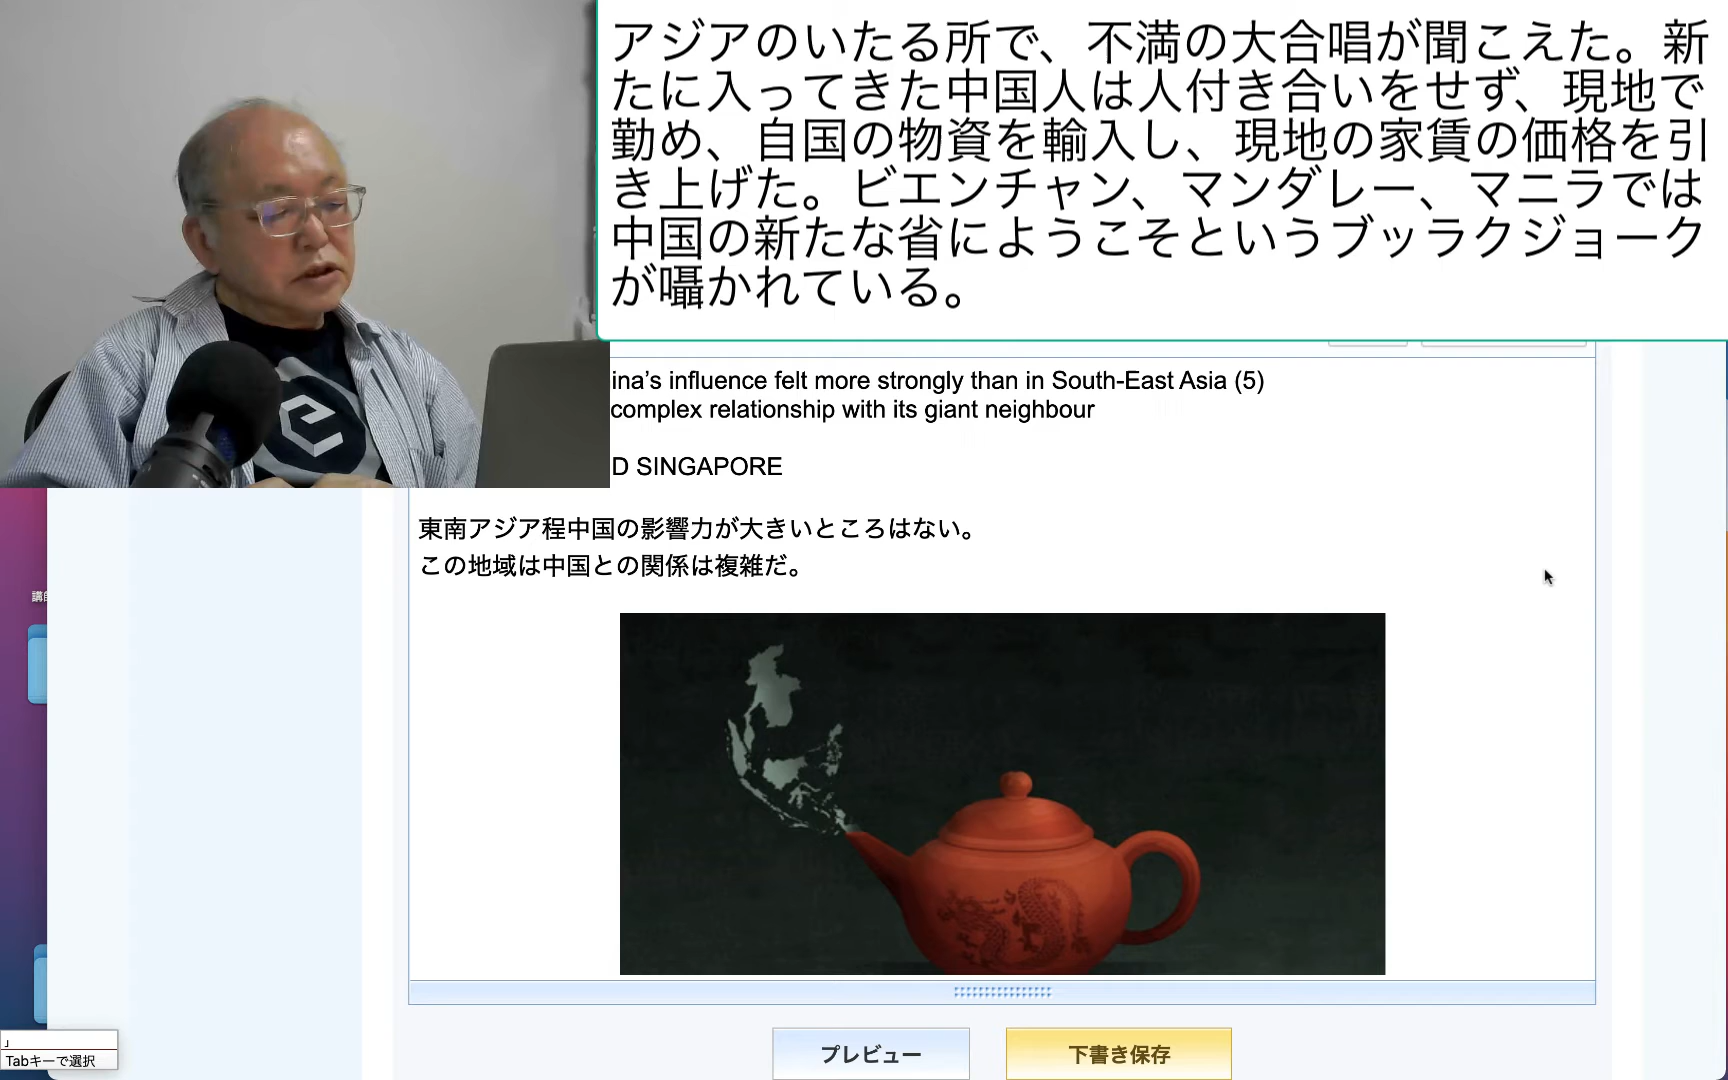 アジアのいたる所で、不満の大合唱が聞こえた。新
たに入ってきた中国人は人付き合いをせず、現地で
勤め、自国の物資を輸入し、現地の家賃の価格を引
き上げた。ビエンチャン、マンダレー、マニラでは
中国の新たな省にようこそというブッラクジョーク
が囁かれている。
ina’s influence felt more strongly than in South-East Asia (5)
complex relationship with its giant neighbour
D SINGAPORE
東南アジア程中国の影響力が大きいところはない。
この地域は中国との関係は複雑だ。
講師
」
Tabキーで選択
プレビュー
下書き保存